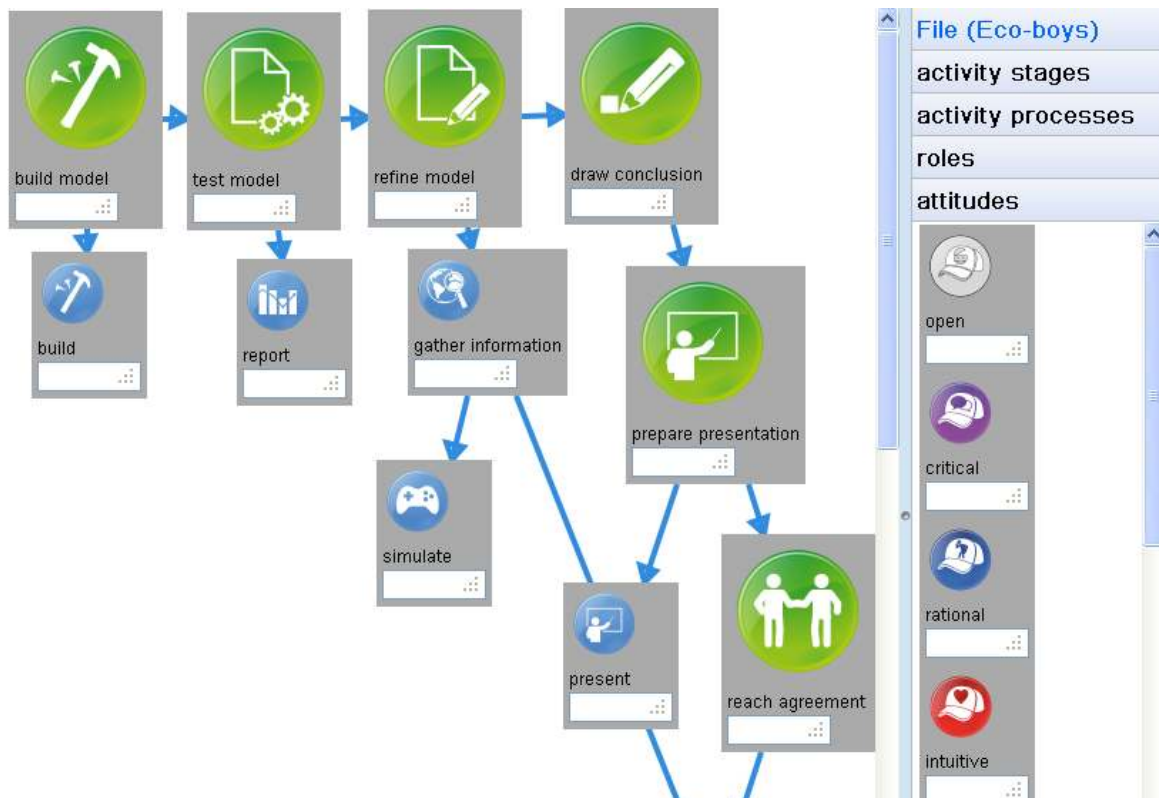 build model
test model
refine model
draw conclusion
build
report
gather information
prepare presentation
simulate
present
reach agreement
File (Eco-boys)
activity stages
activity processes
roles
attitudes
open
critical
rational
intuitive